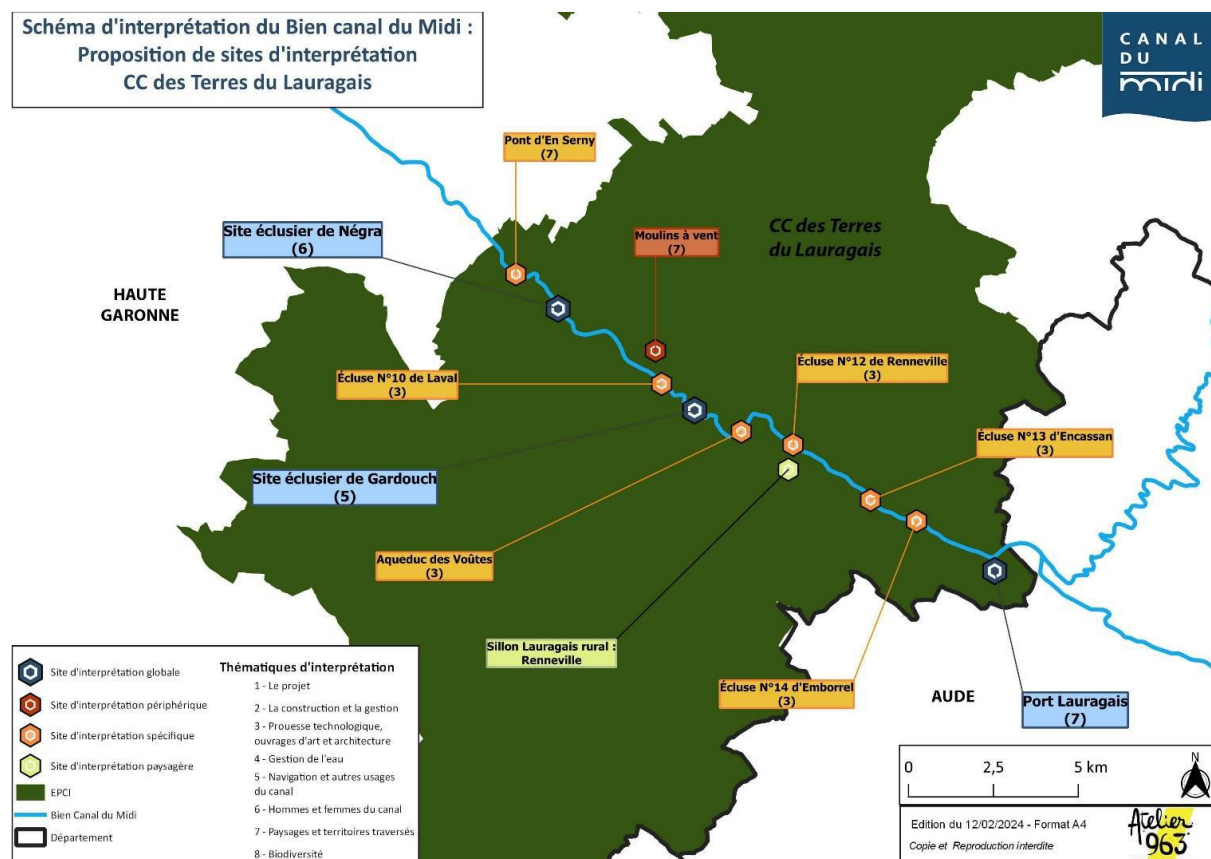 Schéma d'interprétation du Bien canal du Midi :
Proposition de sites d'interprétation
CC des Terres du Lauragais
CANAL
DU
midi
Pont d'En Serny
(7)
Site éclusier de Négra
(6)
Moulins à vent
(7)
CC des Terres
du Lauragais
HAUTE
GARONNE
Écluse N°10 de Laval
(3)
Écluse N°12 de Renneville
(3)
Écluse N°13 d'Encassan
(3)
Site éclusier de Gardouch
(5)
Aqueduc des Voûtes
(3)
Sillon Lauragais rural :
Renneville
Écluse N°14 d'Emborrel
(3)
AUDE
Port Lauragais
(7)
Site d'interprétation globale
Site d'interprétation périphérique
Site d'interprétation spécifique
Site d'interprétation paysagère
EPCI
Bien Canal du Midi
Département
Thématiques d'interprétation
1 - Le projet
2 - La construction et la gestion
3 - Prouesse technologique,
ouvrages d'art et architecture
4 - Gestion de l'eau
5 - Navigation et autres usages
du canal
6 - Hommes et femmes du canal
7 - Paysages et territoires traversés
8 - Biodiversité
0 2,5 5 km
N
Edition du 12/02/2024 - Format A4
Copie et Reproduction interdite
Atelier
963